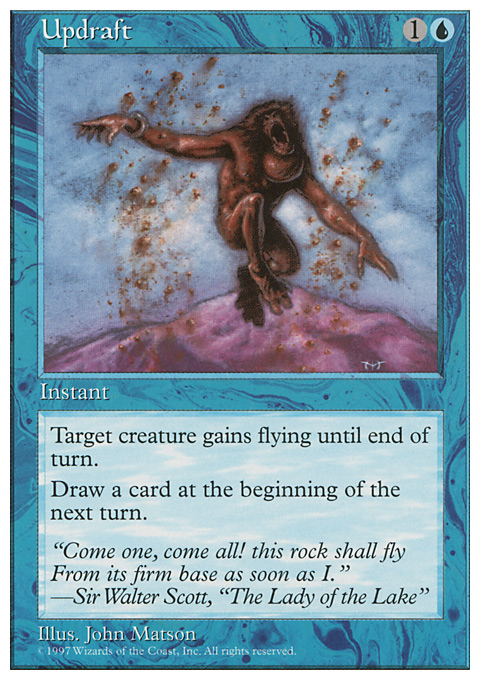 Updraft 1
Instant
Target creature gains flying until end of
turn.
Draw a card at the beginning of the
next turn.
“Come one, come all! this rock shall fly
From its firm base as soon as I.”
—Sir Walter Scott, “The Lady of the Lake”
Illus. John Matson
©1997 Wizards of the Coast, Inc. All rights reserved.